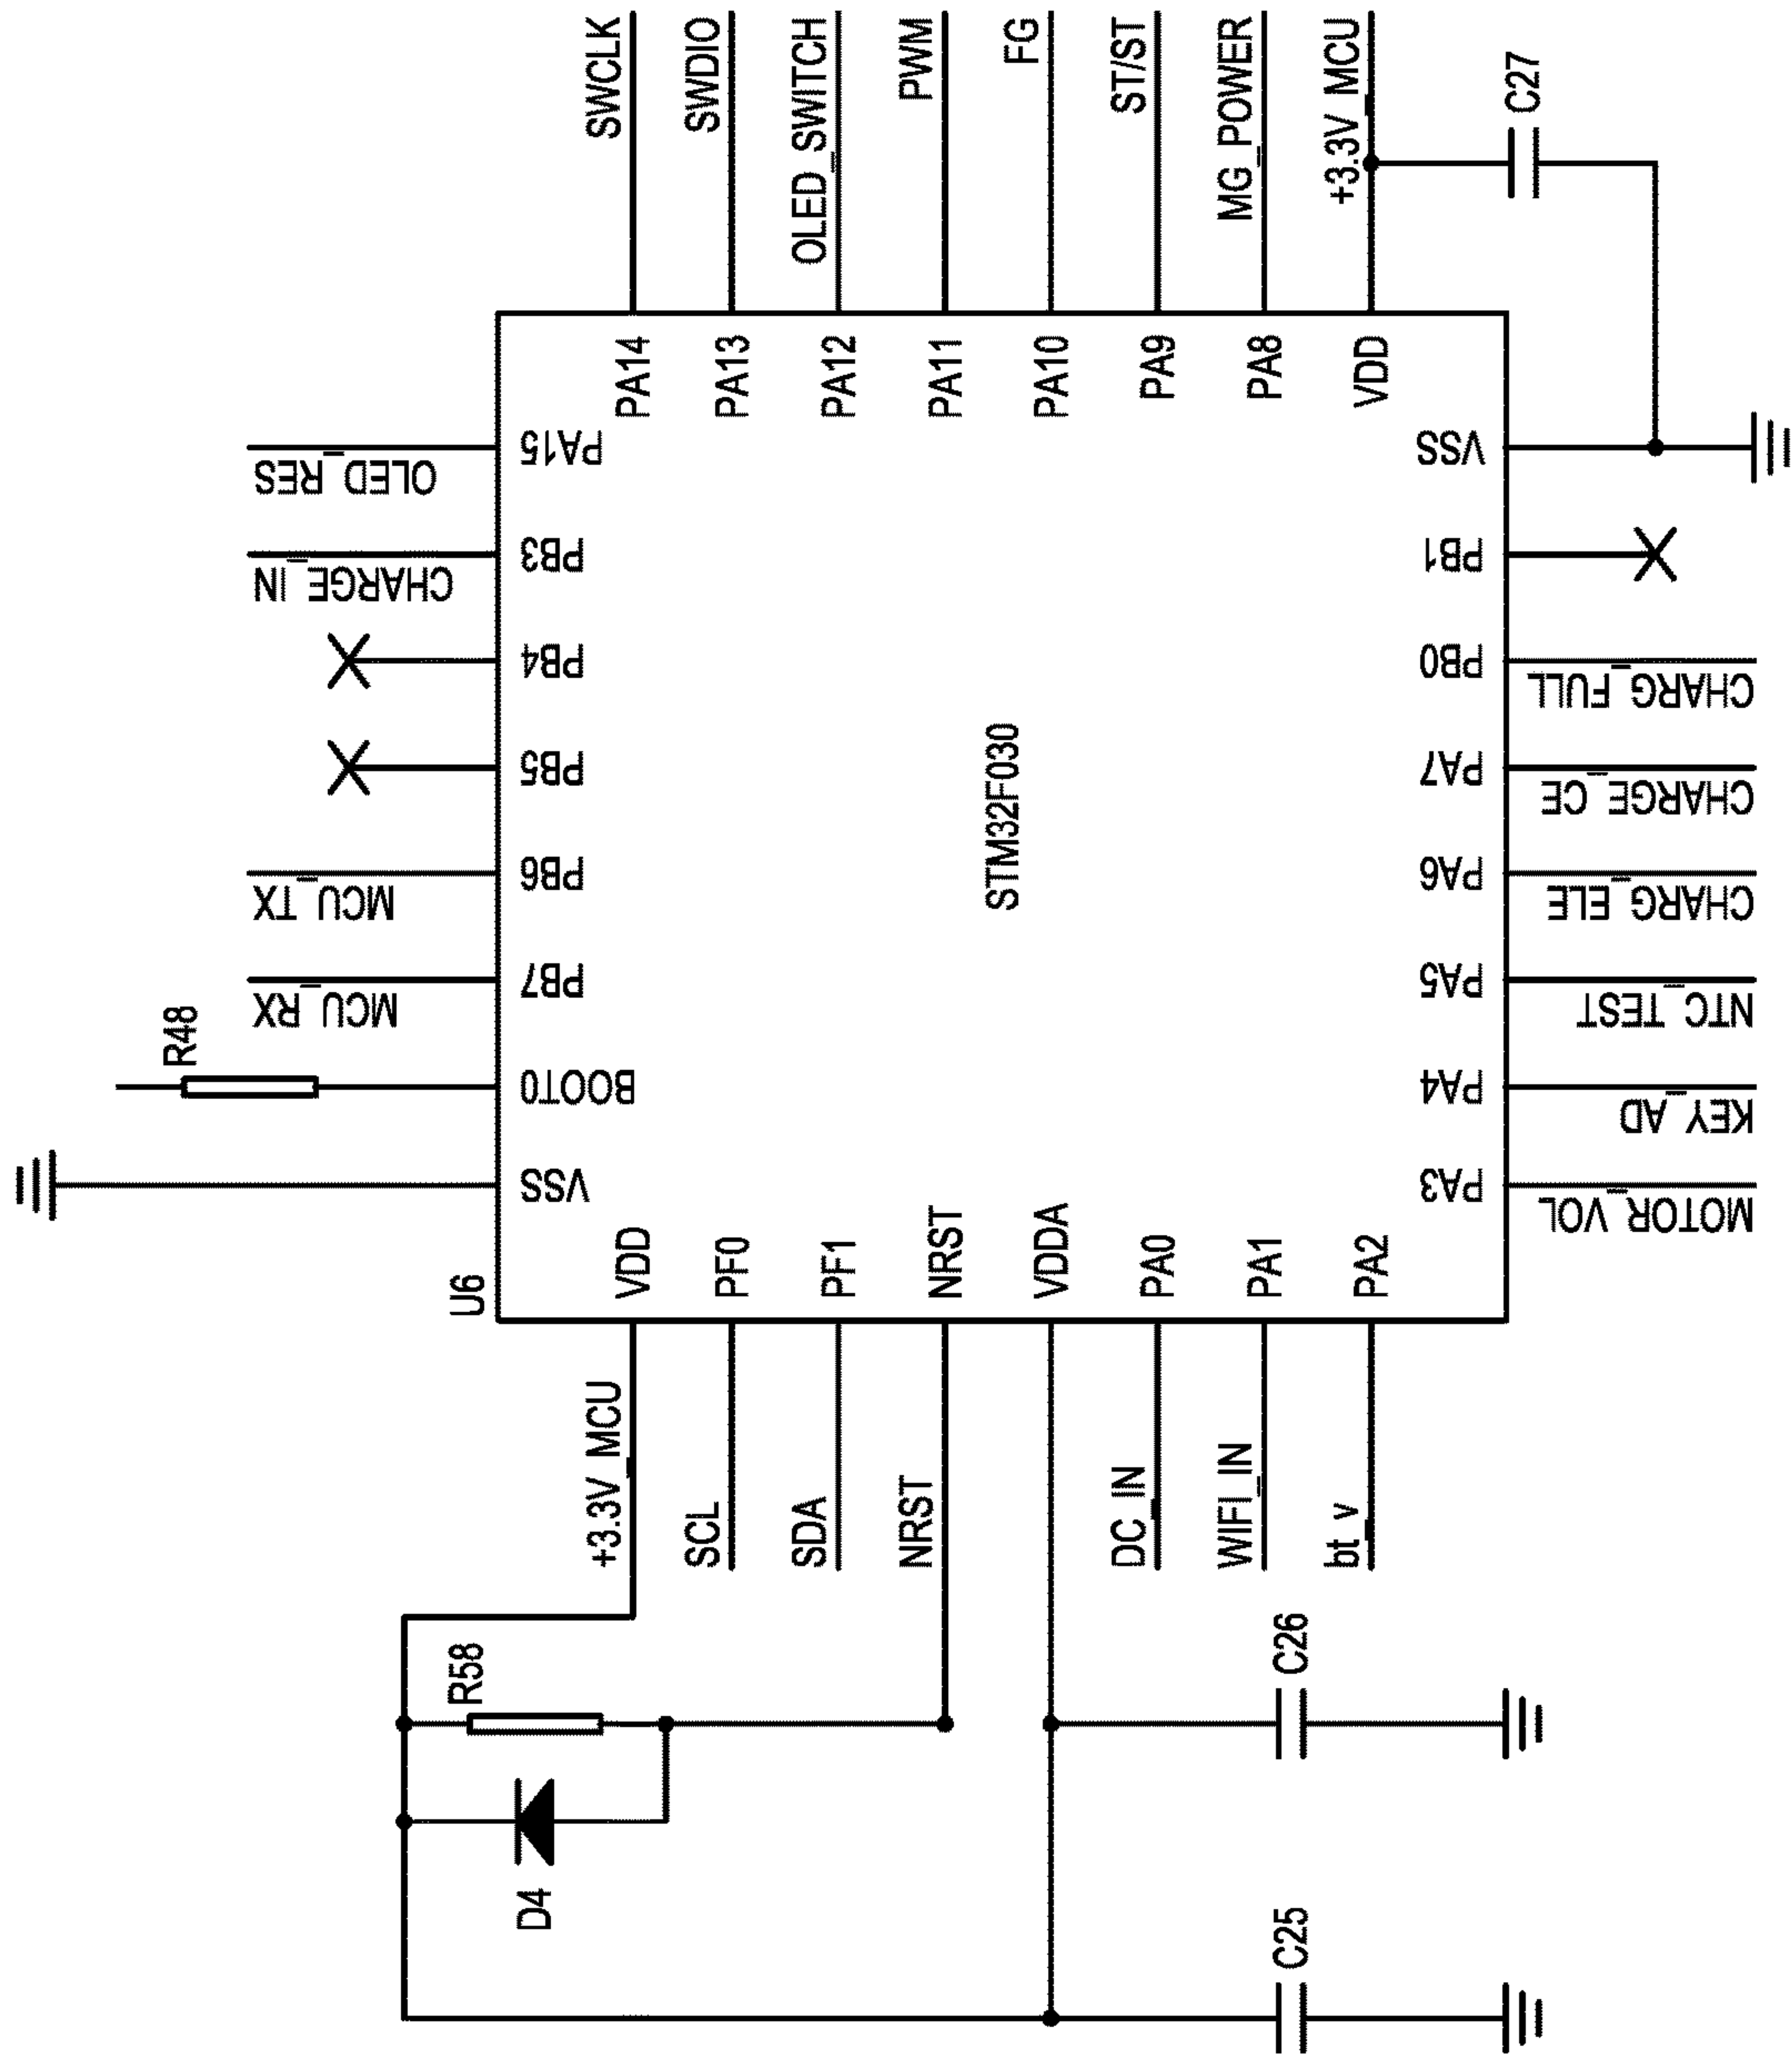 SWCLK
SWDIO
OLED_SWITCH
PWM
FG
ST/ST
MG_POWER
+3.3V_MCU
C27
PA14
PA13
PA12
PA11
PA10
PA9
PA8
VDD
OLED_RES
PA15
CHARGE_IN
PB3
PB4
PB5
MCU_TX
PB6
MCU_RX
PB7
R48
BOOT0
VSS
STM32F030
VSS
PB1
PB0
CHARG_FULL
PA7
CHARGE_CE
PA6
CHARG_ELE
PA5
NTC_TEST
PA4
KEY_AD
PA3
MOTOR_VOL
U6
VDD
PF0
PF1
NRST
VDDA
PA0
PA1
PA2
+3.3V_MCU
SCL
SDA
NRST
DC_IN
WIFI_IN
bt_v
R58
C26
D4
C25